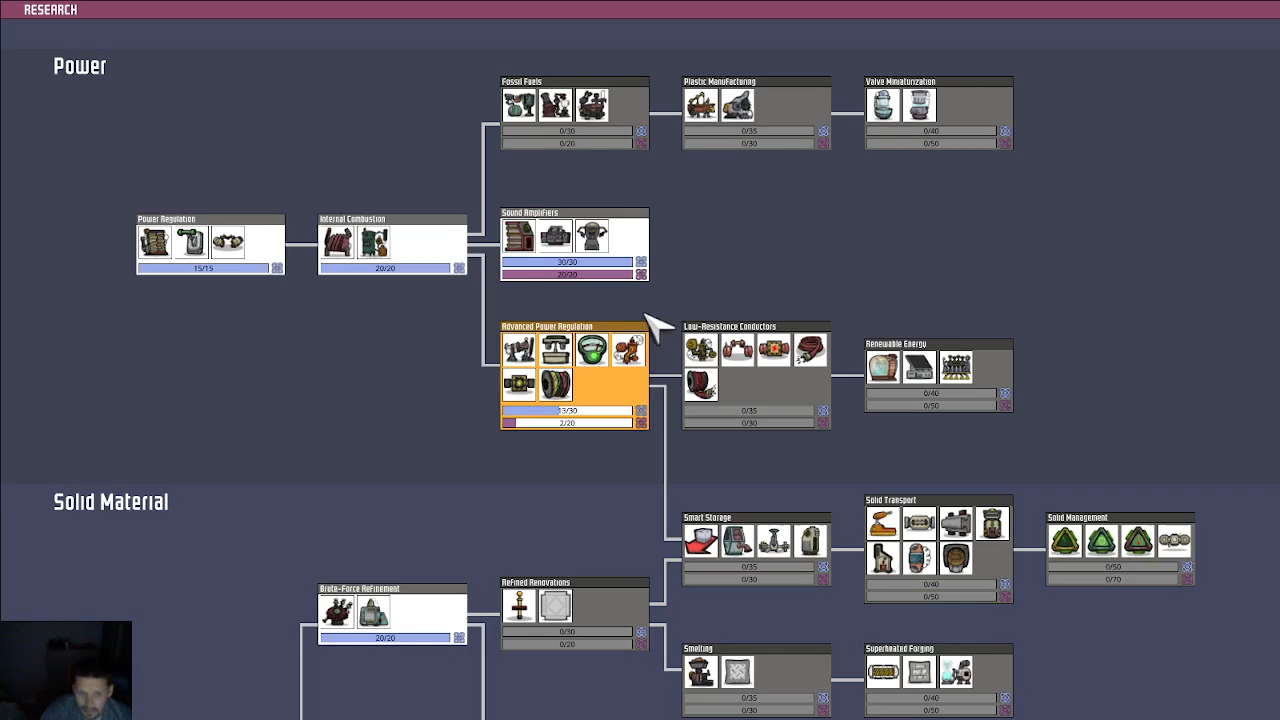 RESEARCH
Power
Fossil Fuels
0/30
0/20
Plastic Manufacturing
0/35
0/30
Valve Miniaturization
0/40
0/50
Power Regulation
15/15
Internal Combustion
20/20
Sound Amplifiers
30/30
20/20
Advanced Power Regulation
13/30
2/20
Low-Resistance Conductors
0/35
0/30
Renewable Energy
0/40
0/50
Solid Material
Smart Storage
0/35
0/30
Solid Transport
0/40
0/50
Solid Management
0/50
0/70
Brute-Force Refinement
20/20
Refined Renovations
0/30
0/20
Smelting
0/35
0/30
Superheated Forging
0/40
0/50